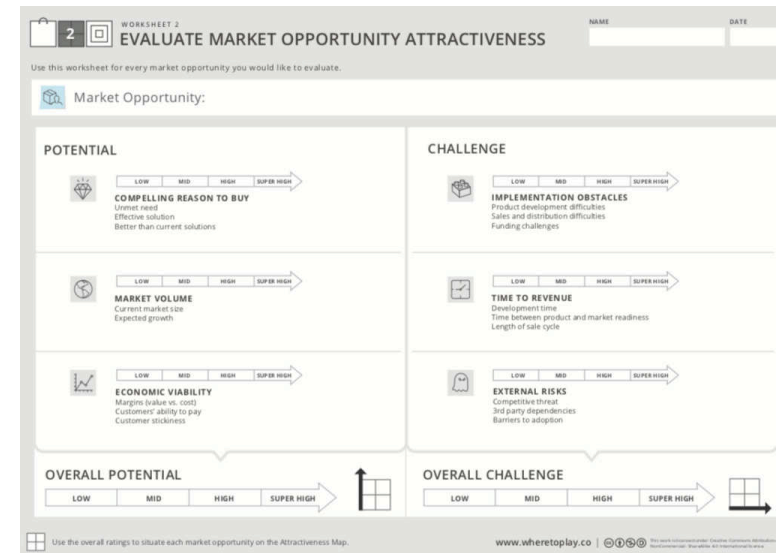 WORKSHEET 2
2
EVALUATE MARKET OPPORTUNITY ATTRACTIVENESS
NAME
DATE
Use this worksheet for every market opportunity you would like to evaluate.
Market Opportunity:
POTENTIAL
LOW MID HIGH SUPER HIGH
COMPELLING REASON TO BUY
Unmet need
Effective solution
Better than current solutions
LOW MID HIGH SUPER HIGH
MARKET VOLUME
Current market size
Expected growth
LOW MID HIGH SUPER HIGH
ECONOMIC VIABILITY
Margins (value vs. cost)
Customers' ability to pay
Customer stickiness
OVERALL POTENTIAL
LOW MID HIGH SUPER HIGH
CHALLENGE
LOW MID HIGH SUPER HIGH
IMPLEMENTATION OBSTACLES
Product development difficulties
Sales and distribution difficulties
Funding challenges
LOW MID HIGH SUPER HIGH
TIME TO REVENUE
Development time
Time between product and market readiness
Length of sale cycle
LOW MID HIGH SUPER HIGH
EXTERNAL RISKS
Competitive threat
3rd party dependencies
Barriers to adoption
OVERALL CHALLENGE
LOW MID HIGH SUPER HIGH
Use the overall ratings to situate each market opportunity on the Attractiveness Map.
www.wheretoplay.co